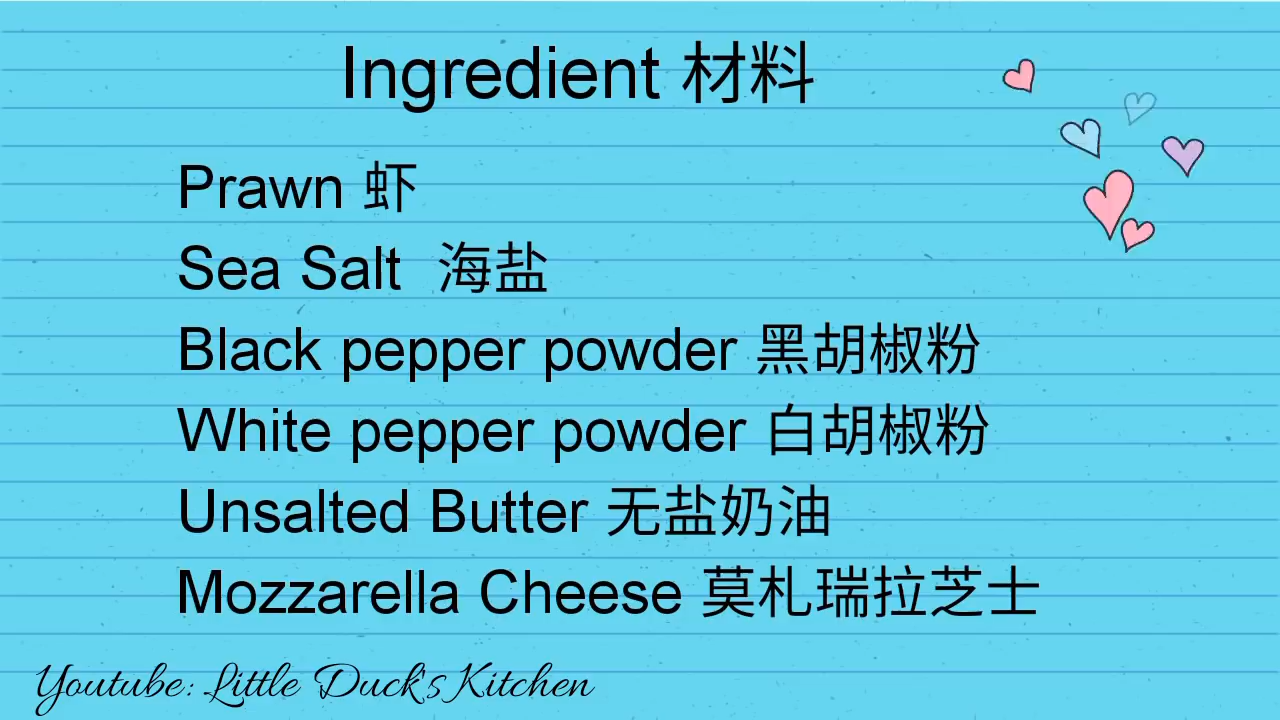 Ingredient 材料
Prawn 虾
Sea Salt 海盐
Black pepper powder 黑胡椒粉
White pepper powder 白胡椒粉
Unsalted Butter 无盐奶油
Mozzarella Cheese 莫札瑞拉芝士
Youtube: Little Duck's Kitchen